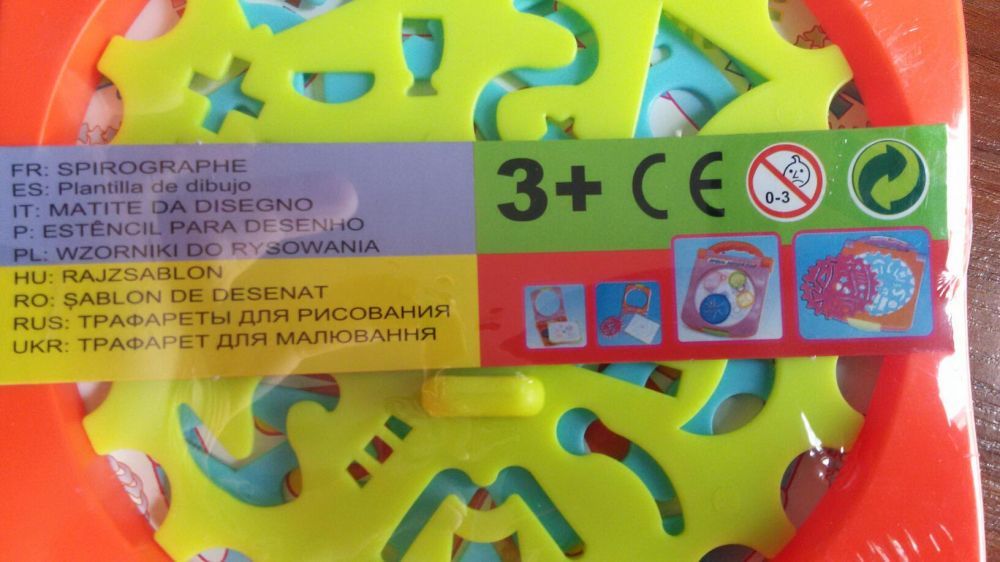 FR: SPIROGRAPHE
ES: Plantilla de dibujo
IT: MATITE DA DISEGNO
P: ESTÊNCIL PARA DESENHO
PL: WZORNIKI DO RYSOWANIA
HU: RAJZSABLON
RO: ŞABLON DE DESENAT
RUS: ТРАФАРЕТЫ ДЛЯ РИСОВАНИЯ
UKR: ТРАФАРЕТ ДЛЯ МАЛЮВАННЯ
3+ CE
0-3